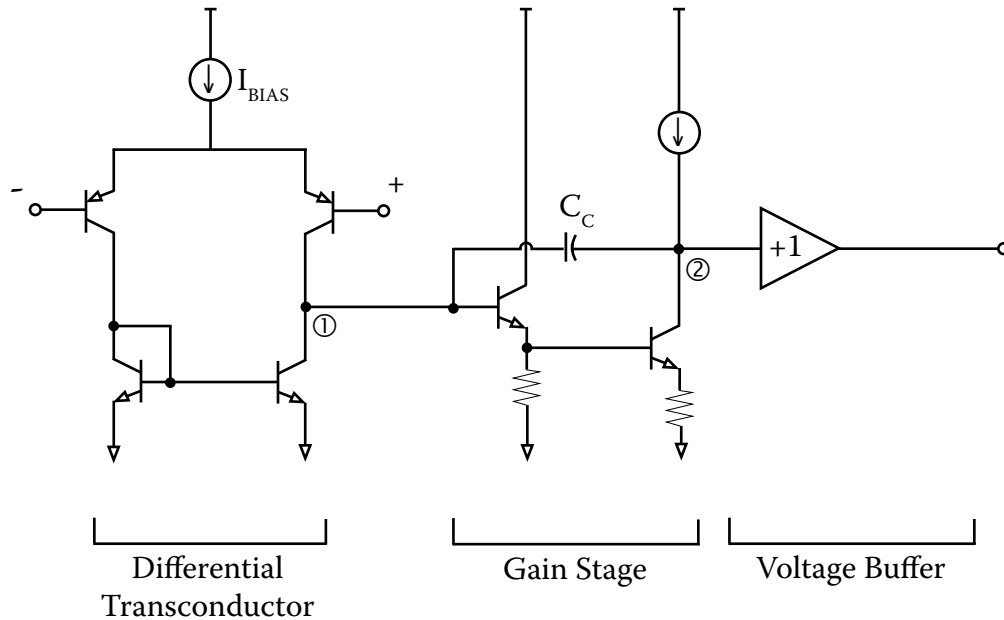 I_BIAS
-
+
C_C
①
②
+1
Differential
Transconductor
Gain Stage
Voltage Buffer